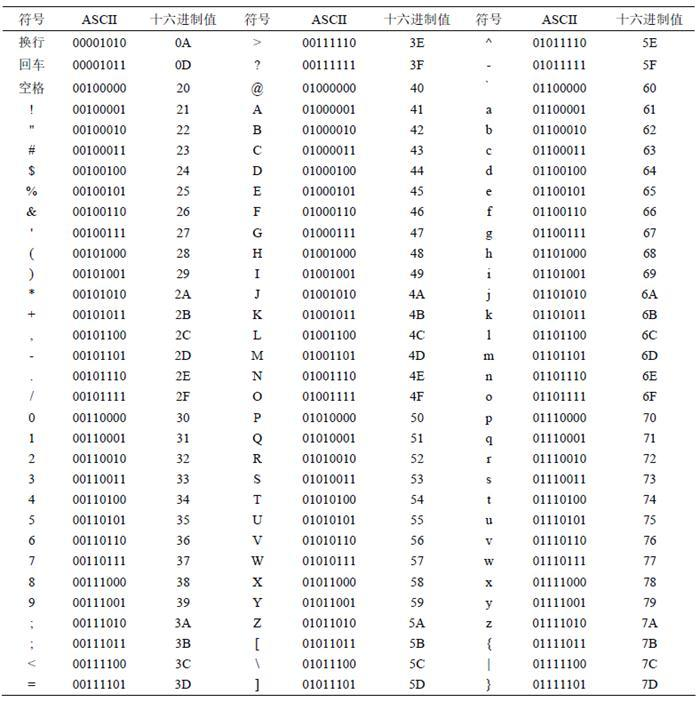 符号 ASCII 十六进制值 符号 ASCII 十六进制值 符号 ASCII 十六进制值
换行 00001010 0A > 00111110 3E ^ 01011110 5E
回车 00001011 0D ? 00111111 3F - 01011111 5F
空格 00100000 20 @ 01000000 40 ` 01100000 60
! 00100001 21 A 01000001 41 a 01100001 61
" 00100010 22 B 01000010 42 b 01100010 62
# 00100011 23 C 01000011 43 c 01100011 63
$ 00100100 24 D 01000100 44 d 01100100 64
% 00100101 25 E 01000101 45 e 01100101 65
& 00100110 26 F 01000110 46 f 01100110 66
' 00100111 27 G 01000111 47 g 01100111 67
( 00101000 28 H 01001000 48 h 01101000 68
) 00101001 29 I 01001001 49 i 01101001 69
* 00101010 2A J 01001010 4A j 01101010 6A
+ 00101011 2B K 01001011 4B k 01101011 6B
, 00101100 2C L 01001100 4C l 01101100 6C
- 00101101 2D M 01001101 4D m 01101101 6D
. 00101110 2E N 01001110 4E n 01101110 6E
/ 00101111 2F O 01001111 4F o 01101111 6F
0 00110000 30 P 01010000 50 p 01110000 70
1 00110001 31 Q 01010001 51 q 01110001 71
2 00110010 32 R 01010010 52 r 01110010 72
3 00110011 33 S 01010011 53 s 01110011 73
4 00110100 34 T 01010100 54 t 01110100 74
5 00110101 35 U 01010101 55 u 01110101 75
6 00110110 36 V 01010110 56 v 01110110 76
7 00110111 37 W 01010111 57 w 01110111 77
8 00111000 38 X 01011000 58 x 01111000 78
9 00111001 39 Y 01011001 59 y 01111001 79
; 00111010 3A Z 01011010 5A z 01111010 7A
; 00111011 3B [ 01011011 5B { 01111011 7B
< 00111100 3C \ 01011100 5C | 01111100 7C
= 00111101 3D ] 01011101 5D } 01111101 7D